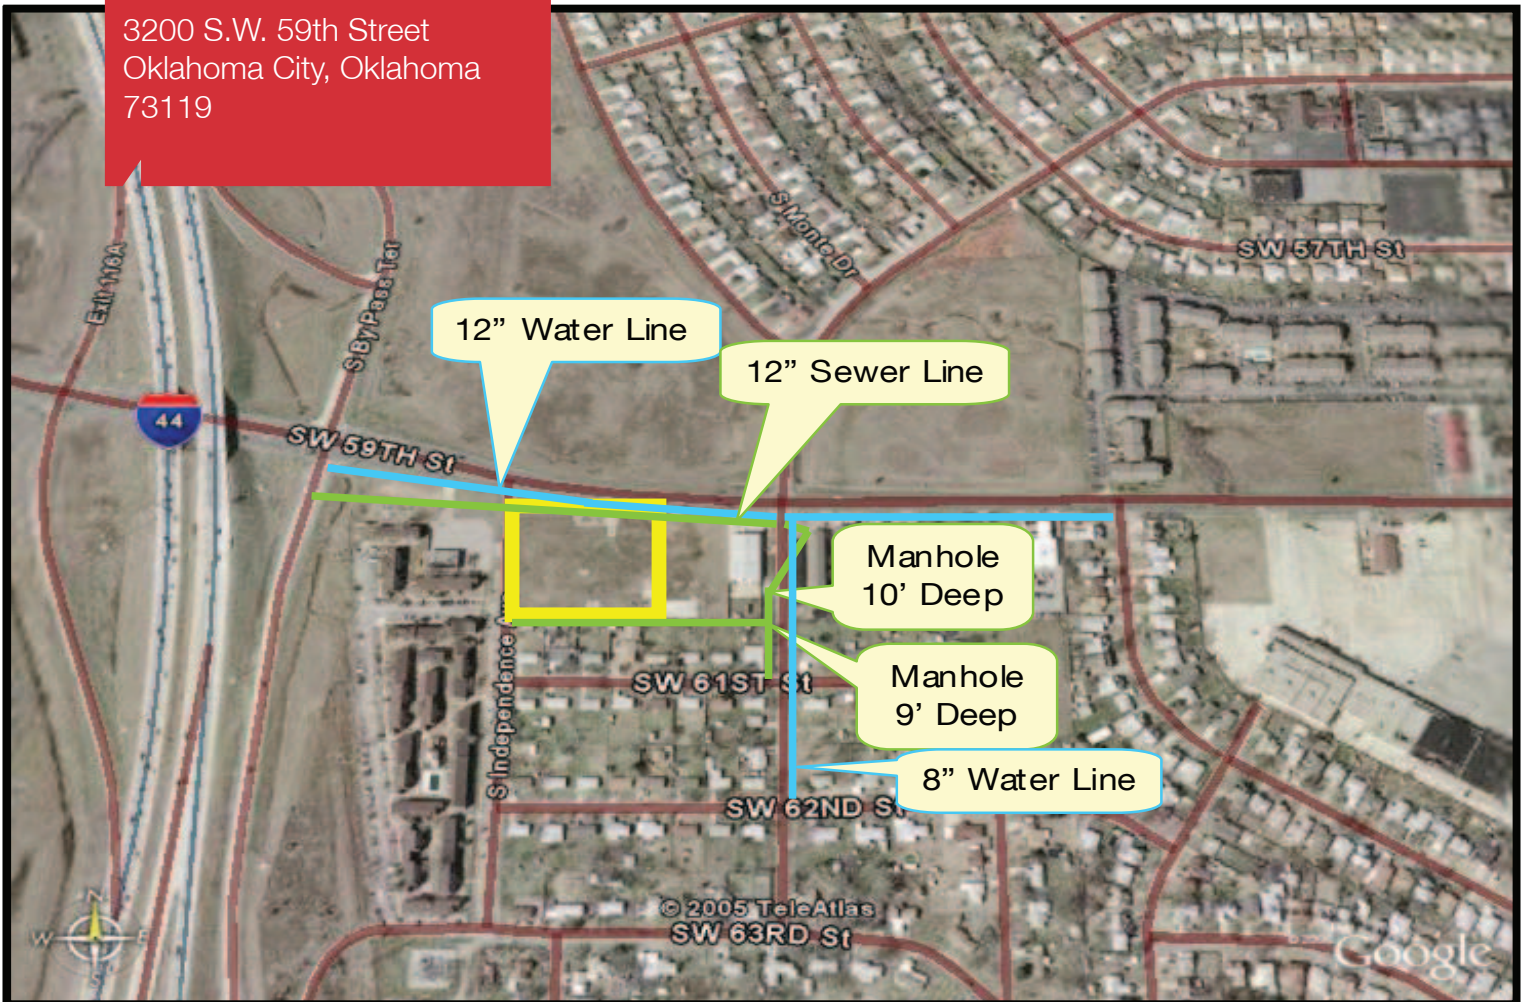 3200 S.W. 59th Street
Oklahoma City, Oklahoma
73119
S Monte Dr
SW 57TH St
Exit 116A
S By Pass Ter
12” Water Line
12” Sewer Line
44
SW 59TH St
Manhole
10’ Deep
S Independence Ave
SW 61ST St
Manhole
9’ Deep
8” Water Line
SW 62ND St
© 2005 TeleAtlas
SW 63RD St
N
W E
S
Google